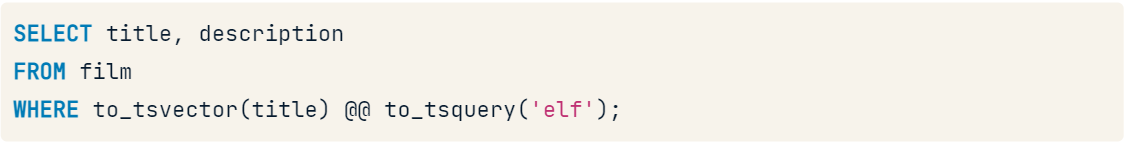 SELECT title, description
FROM film
WHERE to_tsvector(title) @@ to_tsquery('elf');